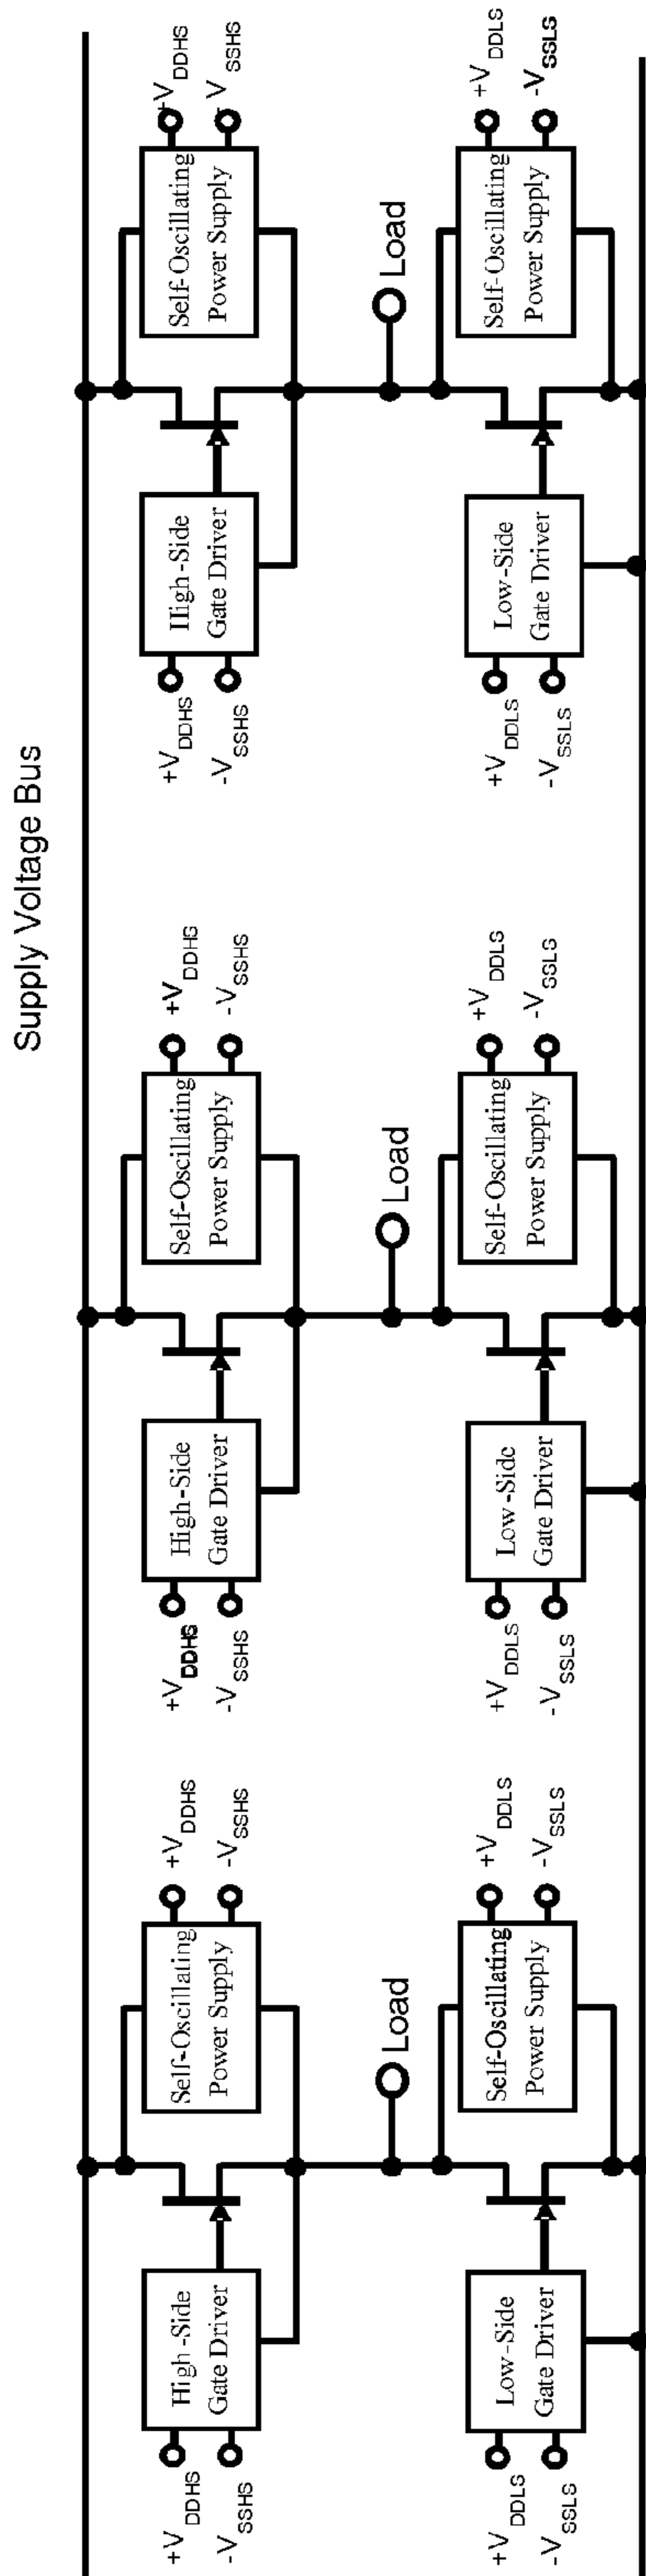 Supply Voltage Bus
High-Side
Gate Driver
+VDDHS
-VSSHS
Self-Oscillating
Power Supply
+VDDHS
-VSSHS
High-Side
Gate Driver
+VDDHS
-VSSHS
Self-Oscillating
Power Supply
+VDDHS
-VSSHS
High-Side
Gate Driver
+VDDHS
-VSSHS
Self-Oscillating
Power Supply
+VDDHS
-VSSHS
Load
Load
Load
Low-Side
Gate Driver
+VDDLS
-VSSLS
Self-Oscillating
Power Supply
+VDDLS
-VSSLS
Low-Side
Gate Driver
+VDDLS
-VSSLS
Self-Oscillating
Power Supply
+VDDLS
-VSSLS
Low-Side
Gate Driver
+VDDLS
-VSSLS
Self-Oscillating
Power Supply
+VDDLS
-VSSLS